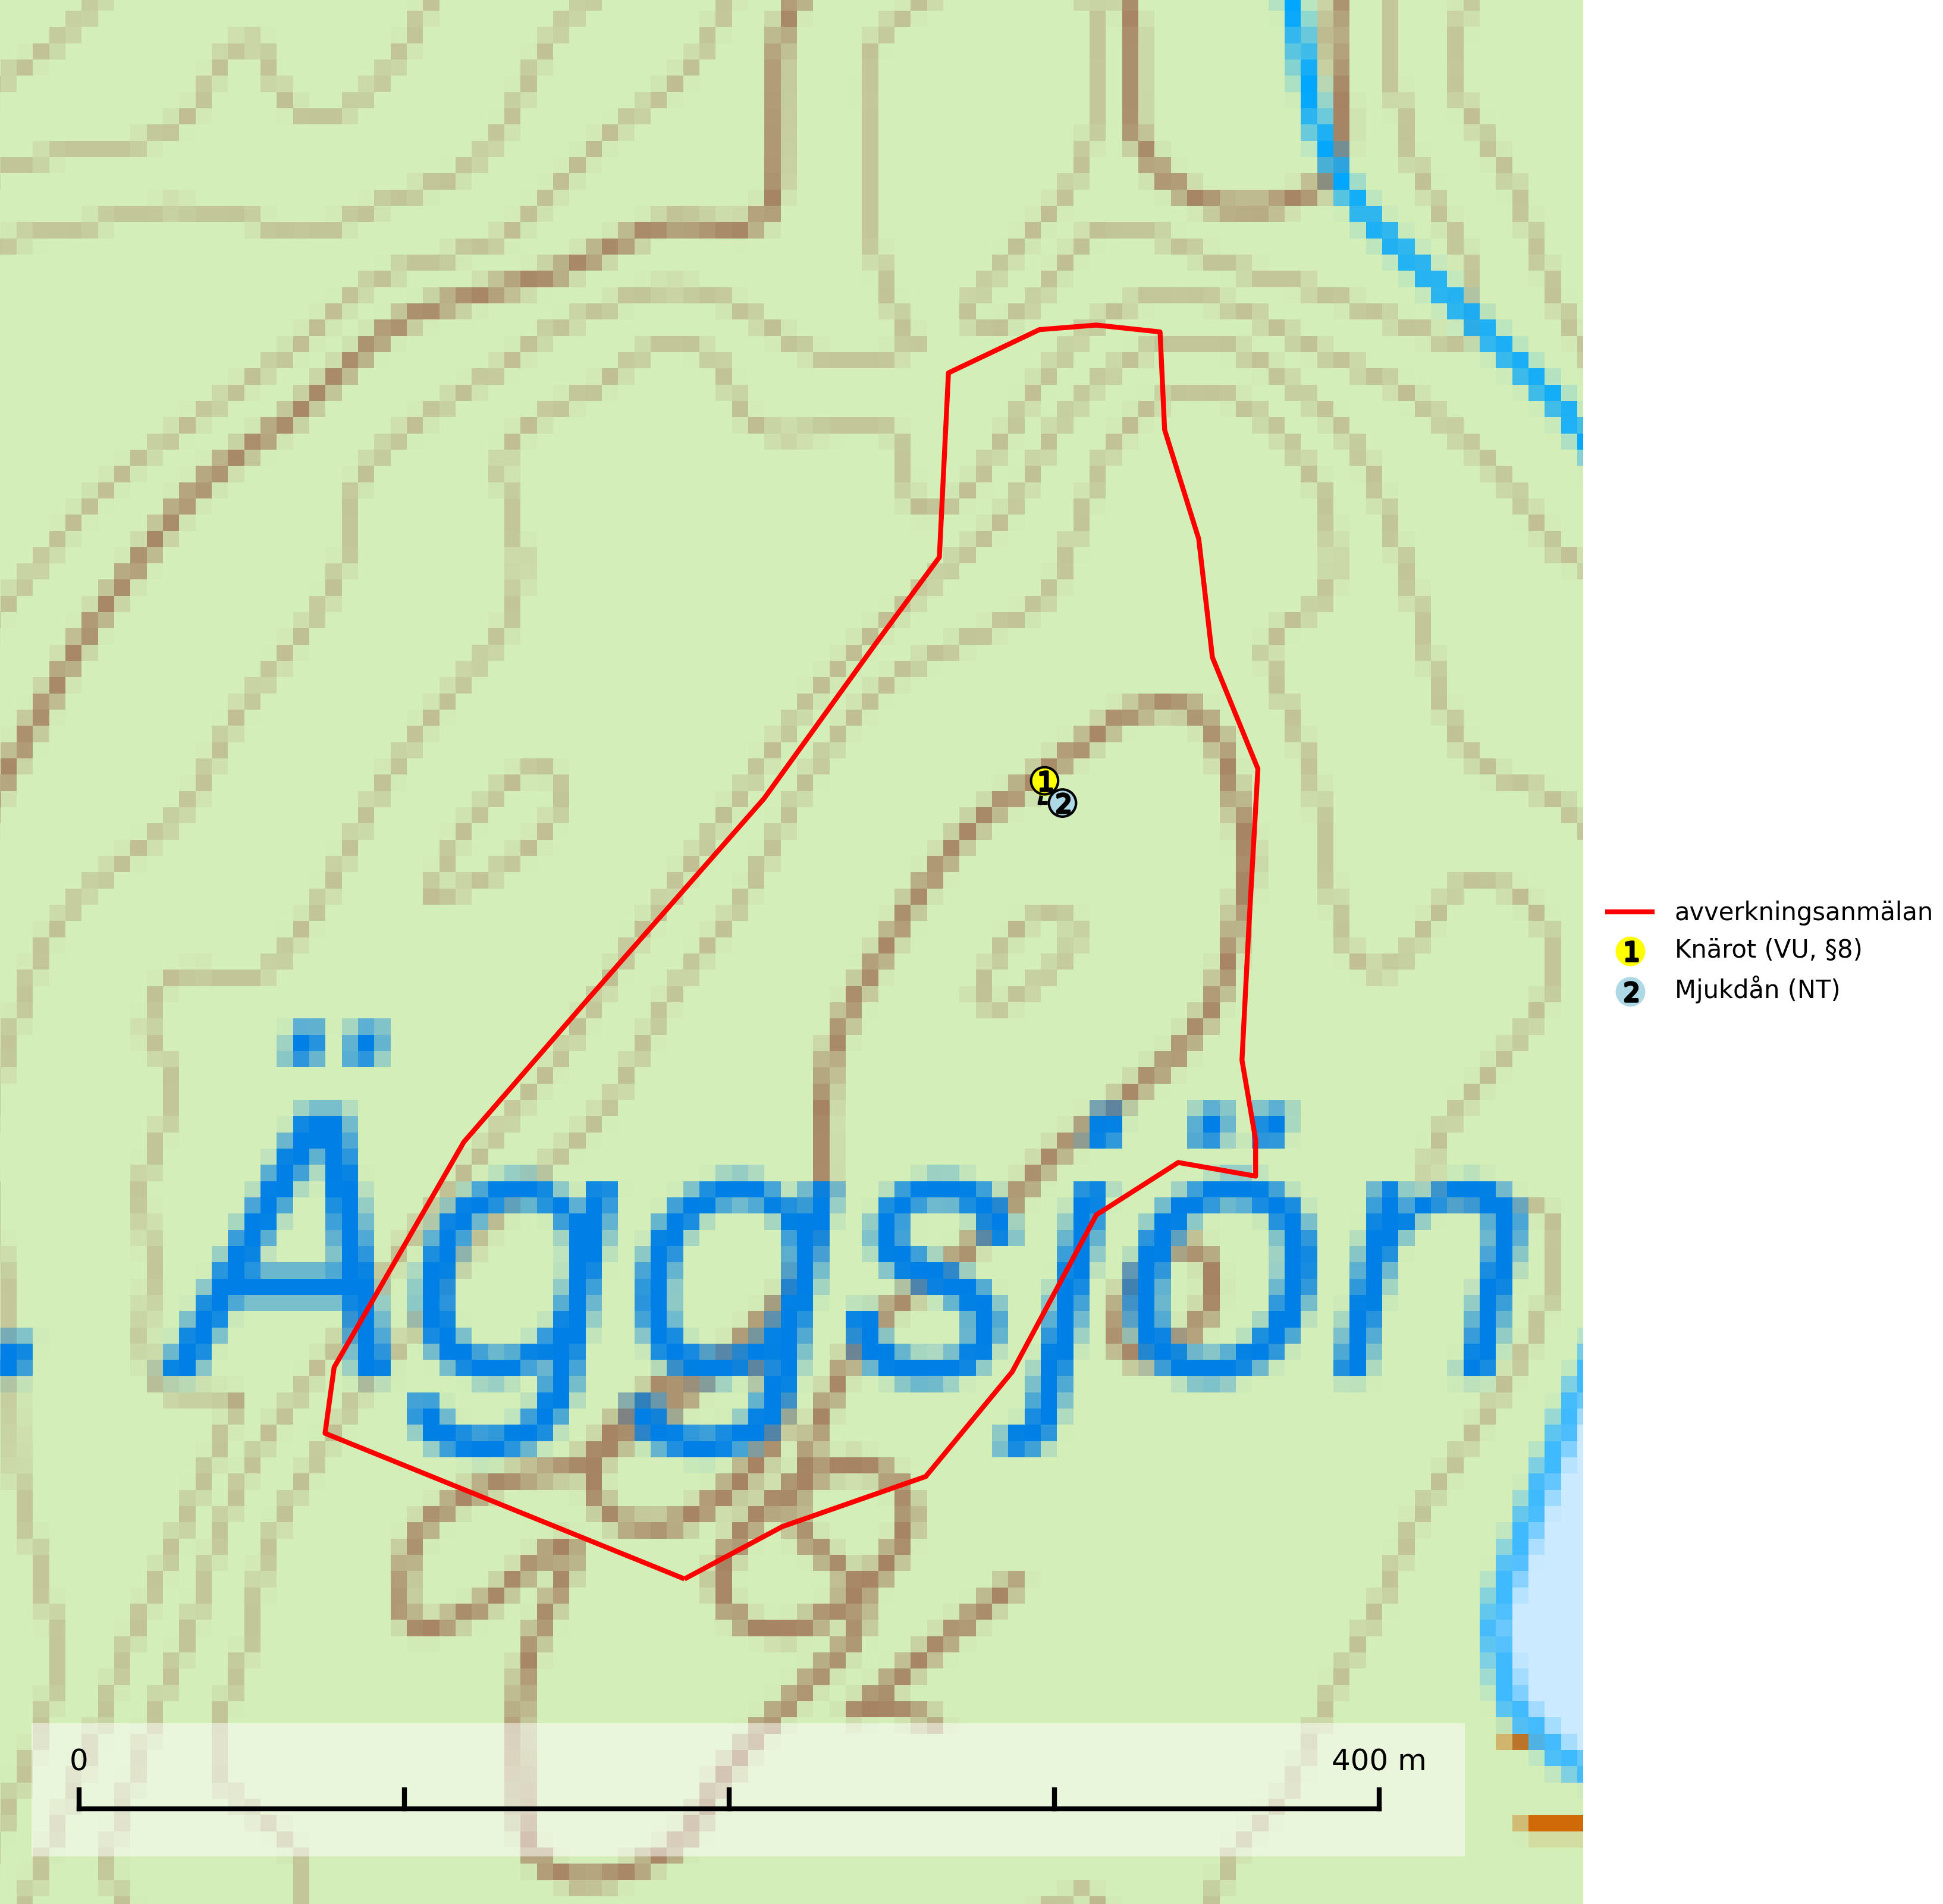 1
2
Äggsjön
avverkningsanmälan
1 Knärot (VU, §8)
2 Mjukdån (NT)
0 400 m